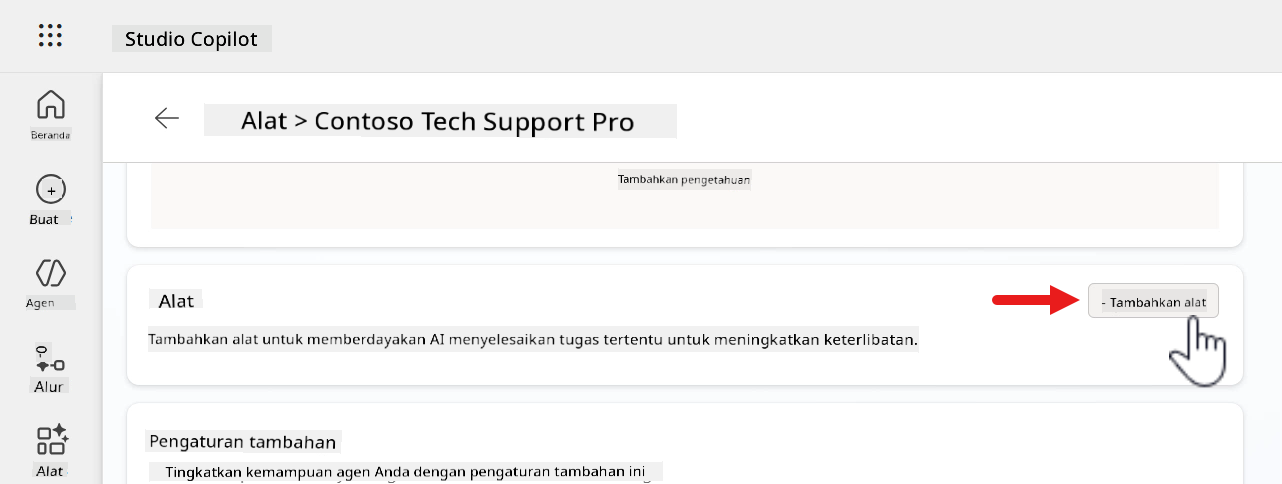 Studio Copilot
Beranda
Buat
Agen
Alur
Alat
Alat > Contoso Tech Support Pro
Tambahkan pengetahuan
Alat
- Tambahkan alat
Tambahkan alat untuk memberdayakan AI menyelesaikan tugas tertentu untuk meningkatkan keterlibatan.
Pengaturan tambahan
Tingkatkan kemampuan agen Anda dengan pengaturan tambahan ini